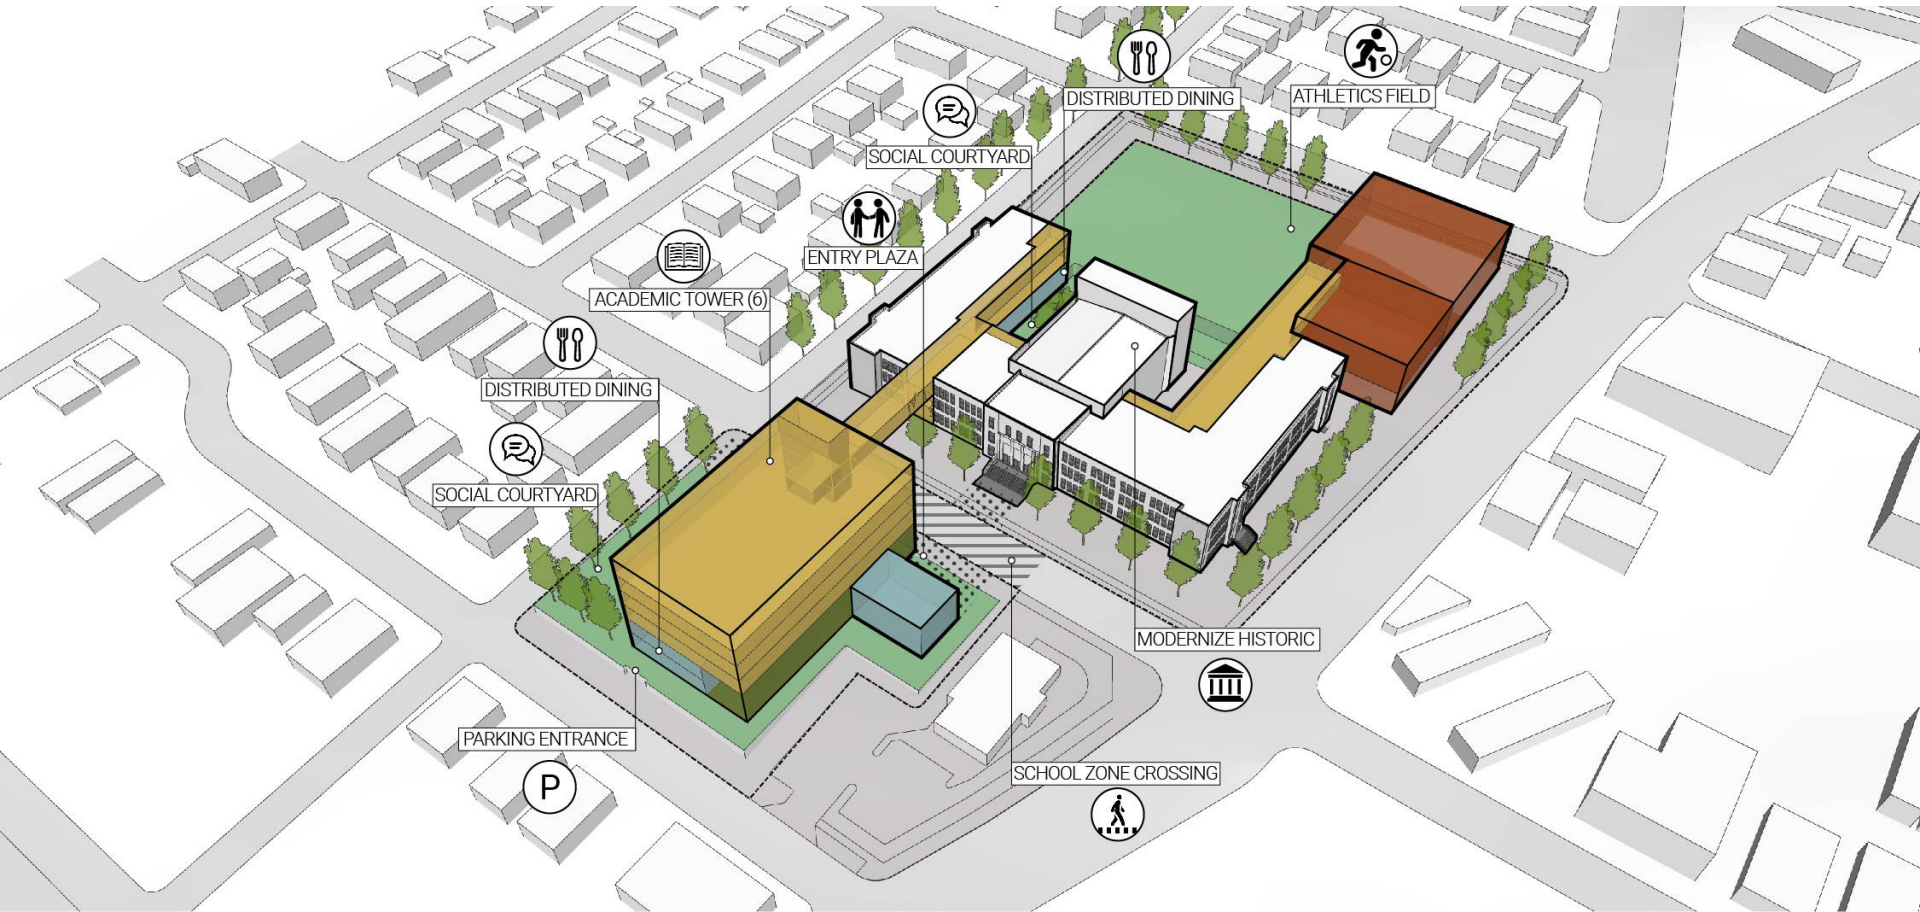 DISTRIBUTED DINING
ATHLETICS FIELD
SOCIAL COURTYARD
ENTRY PLAZA
ACADEMIC TOWER (6)
DISTRIBUTED DINING
SOCIAL COURTYARD
MODERNIZE HISTORIC
PARKING ENTRANCE
P
SCHOOL ZONE CROSSING